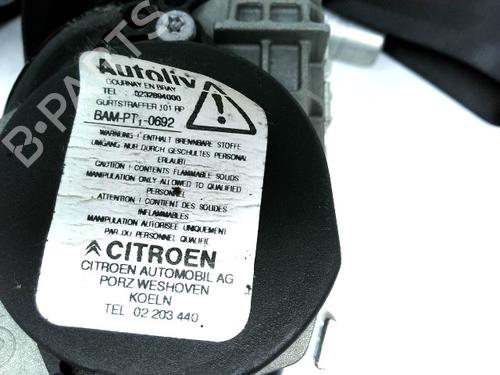 Autoliv
GOURNAY EN BRAY
TEL : 0232894000
GURTSTRAFFER 101 RP
BAM-PT1-0692
WARNUNG ! ENTHALT BRENNBARE STOFFE
UMGANG NUR DURCH GESCHULTES PERSONAL
ERLAUBT
CAUTION ! CONTENTS FLAMMABLE SOLIDS
MANIPULATION ONLY ALLOWED TO QUALIFIED
PERSONNEL
ATTENTION ! CONTIENT DES SOLIDES
INFLAMMABLES
MANIPULATION AUTORISEE UNIQUEMENT
PAR DU PERSONNEL QUALIFIE
CITROEN
CITROEN AUTOMOBIL AG
PORZ WESHOVEN
KOELN
TEL 02 203 440
B-PARTS